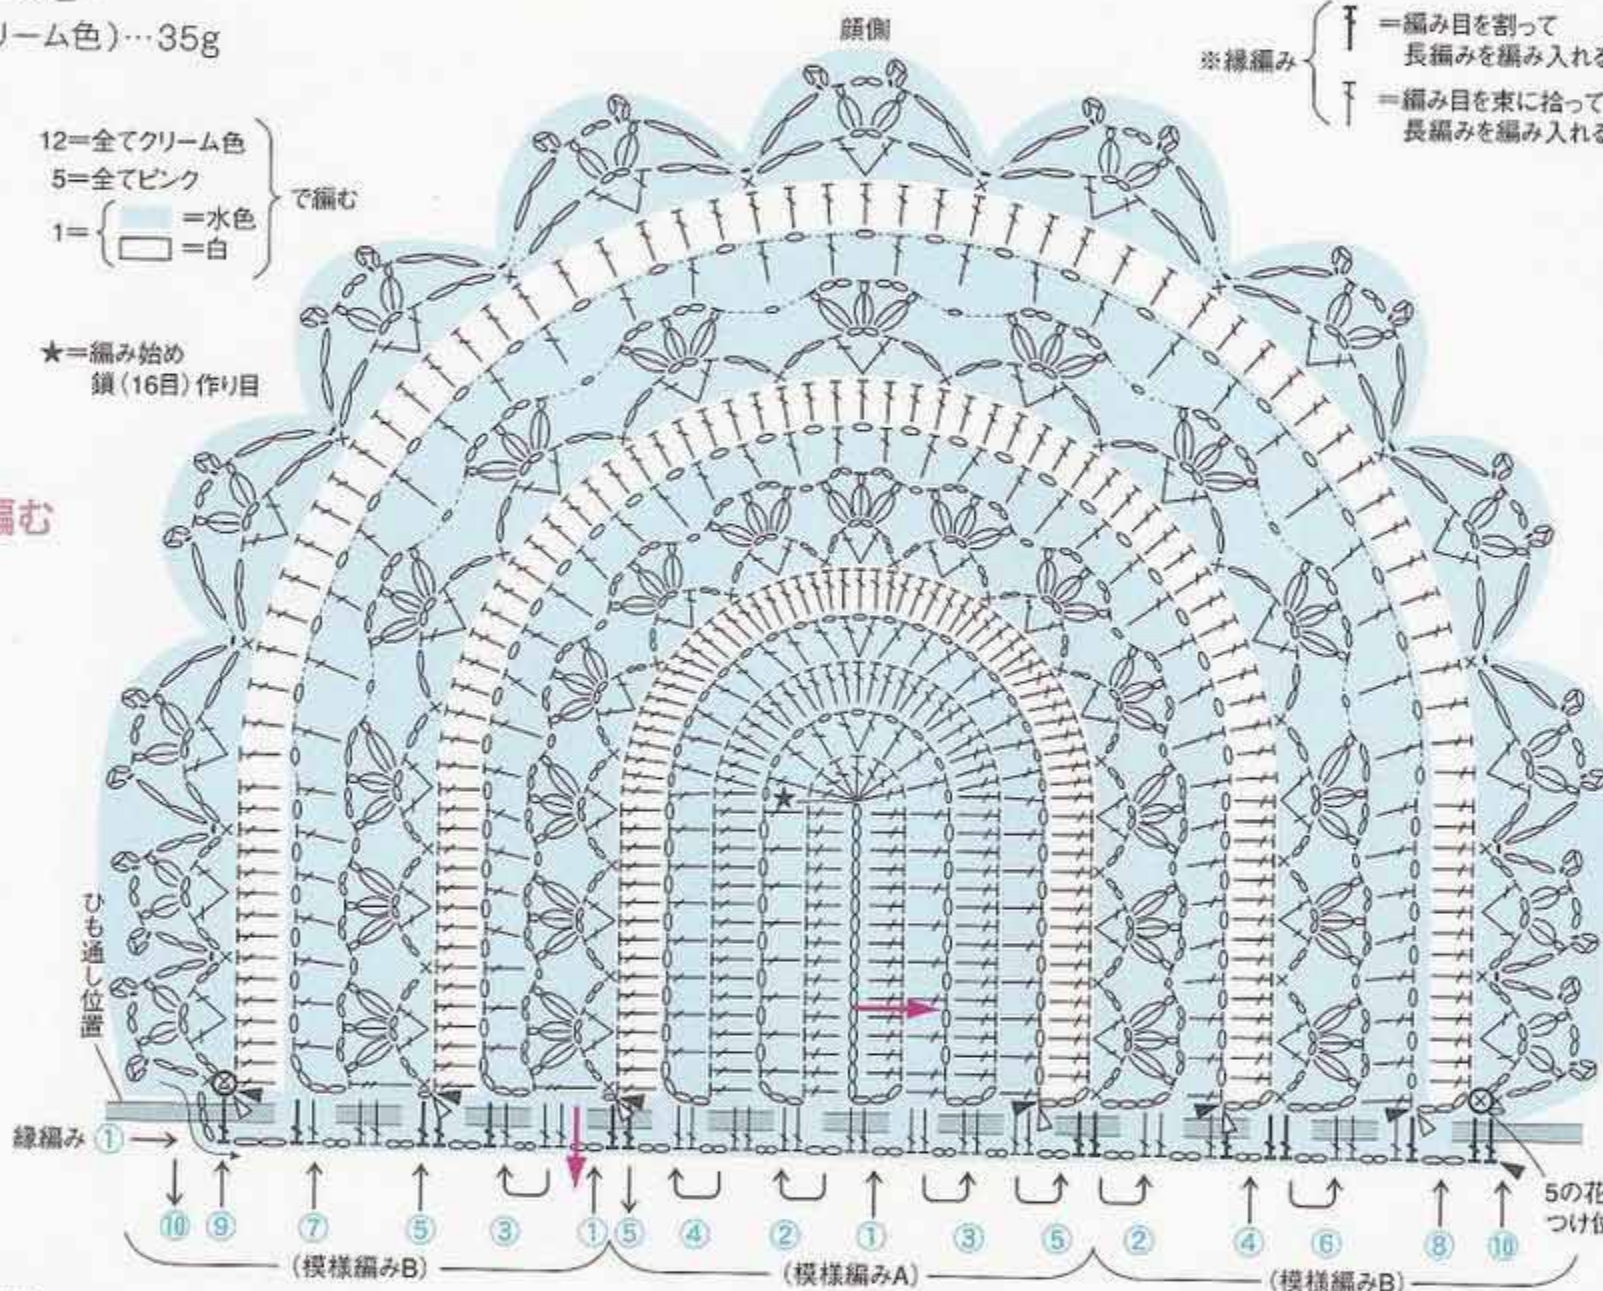 リーム色)…35g
12=全てクリーム色
5=全てピンク
1=
=水色
=白
で編む
★=編み始め
鎖(16目)作り目
編む
顔側
※縁編み
=編み目を割って
長編みを編み入れる
=編み目を束に拾って
長編みを編み入れる
★
ひも通し位置
縁編み ①
⑩ ⑨ ⑦ ⑤ ③ ① ⑤ ④ ② ① ③ ⑤ ② ④ ⑥ ⑧ ⑩
5の花
つけ位
(模様編みB) (模様編みA) (模様編みB)